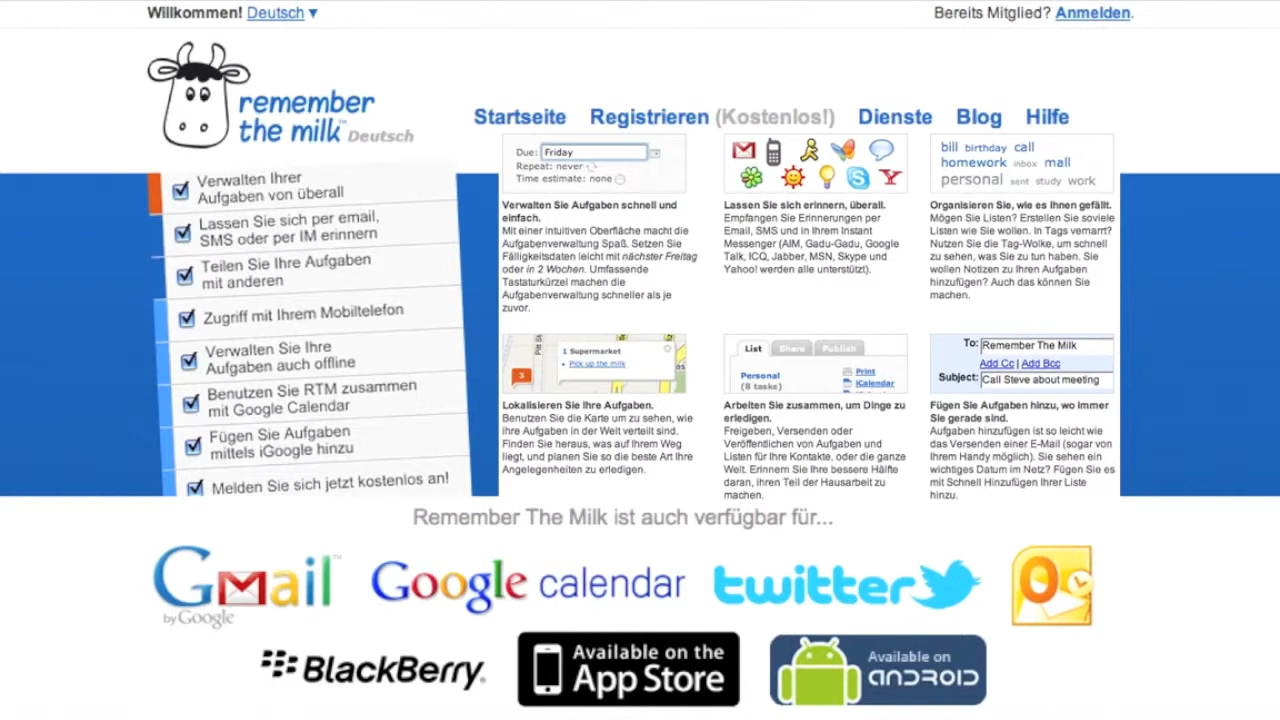 Willkommen! Deutsch ▼
Bereits Mitglied? Anmelden.
remember
the milk™ Deutsch
Startseite Registrieren (Kostenlos!) Dienste Blog Hilfe
Verwalten Ihrer
Aufgaben von überall
Lassen Sie sich per email,
SMS oder per IM erinnern
Teilen Sie Ihre Aufgaben
mit anderen
Zugriff mit Ihrem Mobiltelefon
Verwalten Sie Ihre
Aufgaben auch offline
Benutzen Sie RTM zusammen
mit Google Calendar
Fügen Sie Aufgaben
mittels iGoogle hinzu
Melden Sie sich jetzt kostenlos an!
Due: Friday
Repeat: never
Time estimate: none
Verwalten Sie Aufgaben schnell und
einfach.
Mit einer intuitiven Oberfläche macht die
Aufgabenverwaltung Spaß. Setzen Sie
Fälligkeitsdaten leicht mit nächster Freitag
oder in 2 Wochen. Umfassende
Tastaturkürzel machen die
Aufgabenverwaltung schneller als je
zuvor.
Lassen Sie sich erinnern, überall.
Empfangen Sie Erinnerungen per
Email, SMS und in Ihrem Instant
Messenger (AIM, Gadu-Gadu, Google
Talk, ICQ, Jabber, MSN, Skype und
Yahoo! werden alle unterstützt).
bill birthday call
homework inbox mall
personal sent study work
Organisieren Sie, wie es Ihnen gefällt.
Mögen Sie Listen? Erstellen Sie soviele
Listen wie Sie wollen. In Tags vernarrt?
Nutzen Sie die Tag-Wolke, um schnell
zu sehen, was Sie zu tun haben. Sie
wollen Notizen zu Ihren Aufgaben
hinzufügen? Auch das können Sie
machen.
Pitt St
1 Supermarket
Pick up the milk
3
Lokalisieren Sie Ihre Aufgaben.
Benutzen Sie die Karte um zu sehen, wie
ihre Aufgaben in der Welt verteilt sind.
Finden Sie heraus, was auf Ihrem Weg
liegt, und planen Sie so die beste Art Ihre
Angelegenheiten zu erledigen.
List Share Publish
Personal
(8 tasks)
Print
iCalendar
Arbeiten Sie zusammen, um Dinge zu
erledigen.
Freigeben, Versenden oder
Veröffentlichen von Aufgaben und
Listen für Ihre Kontakte, oder die ganze
Welt. Erinnern Sie Ihre bessere Hälfte
daran, ihren Teil der Hausarbeit zu
machen.
To: Remember The Milk
Add Cc | Add Bcc
Subject: Call Steve about meeting
Fügen Sie Aufgaben hinzu, wo immer
Sie gerade sind.
Aufgaben hinzufügen ist so leicht wie
das Versenden einer E-Mail (sogar von
Ihrem Handy möglich). Sie sehen ein
wichtiges Datum im Netz? Fügen Sie es
mit Schnell Hinzufügen Ihrer Liste
hinzu.
Remember The Milk ist auch verfügbar für...
Gmail™
by Google
Google calendar
twitter
BlackBerry.
Available on the
App Store
Available on
ANDROID